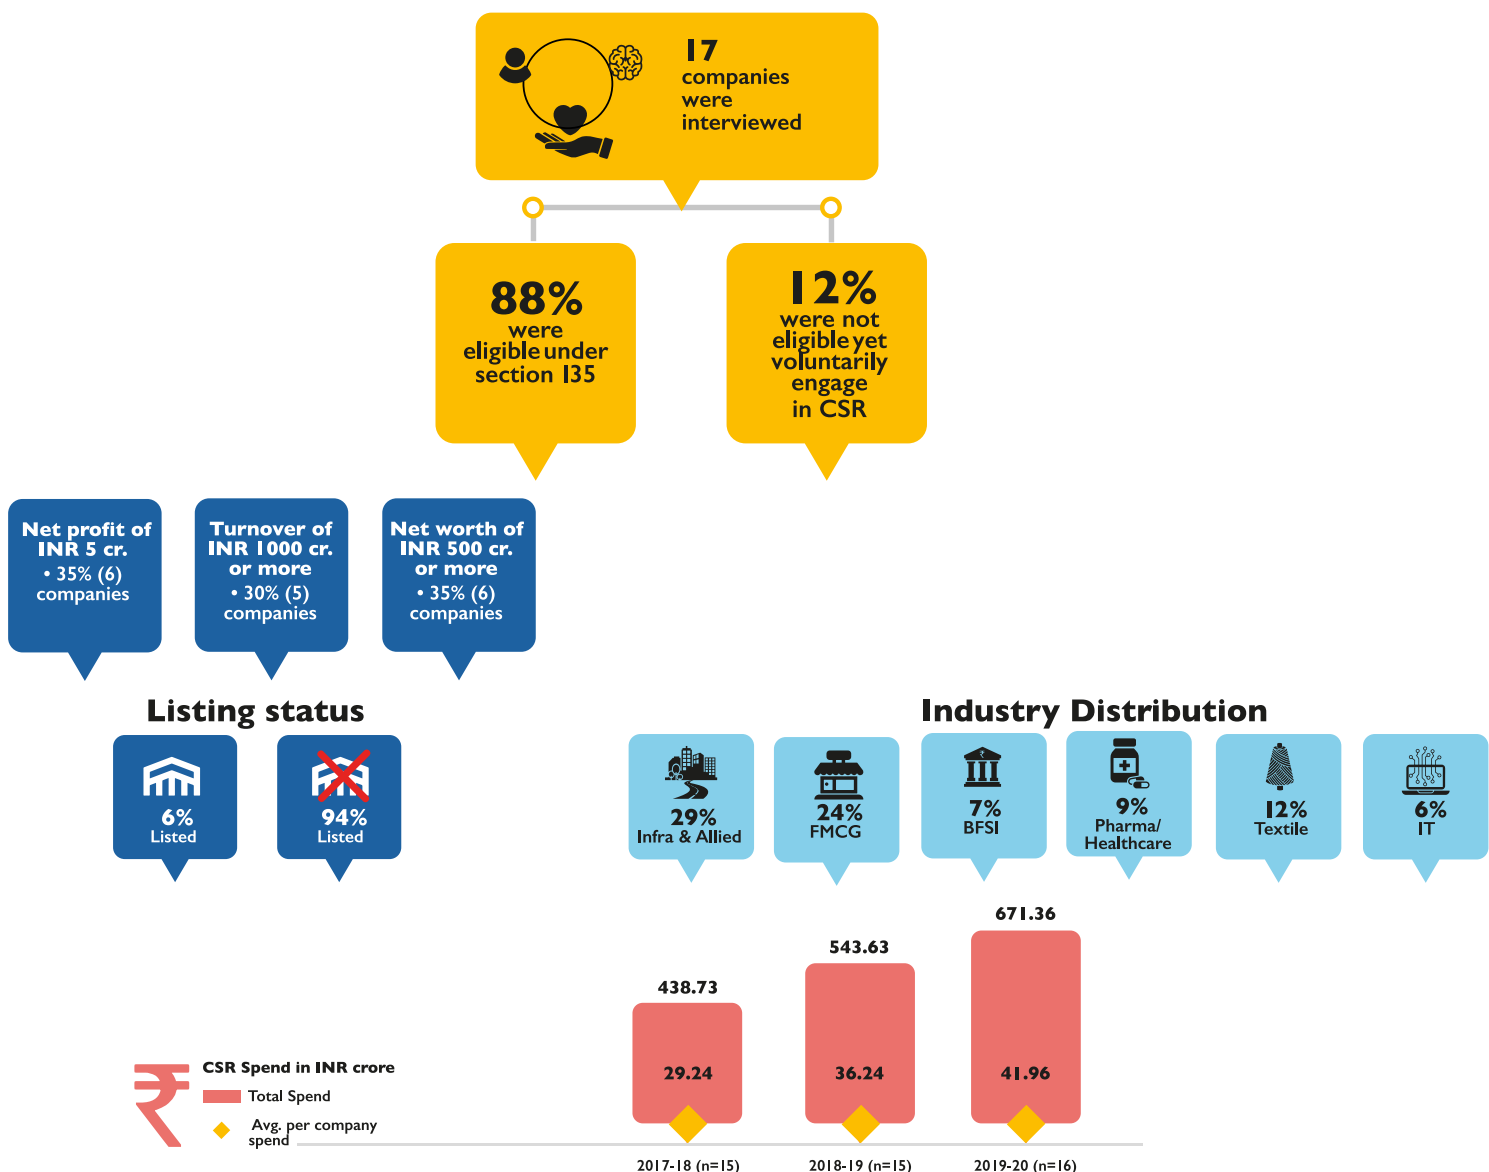 17
companies
were
interviewed
88%
were
eligible under
section 135
12%
were not
eligible yet
voluntarily
engage
in CSR
Net profit of
INR 5 cr.
• 35% (6)
companies
Turnover of
INR 1000 cr.
or more
• 30% (5)
companies
Net worth of
INR 500 cr.
or more
• 35% (6)
companies
Listing status
6%
Listed
94%
Listed
Industry Distribution
29%
Infra & Allied
24%
FMCG
₹
7%
BFSI
9%
Pharma/
Healthcare
12%
Textile
6%
IT
₹
CSR Spend in INR crore
Total Spend
Avg. per company
spend
438.73
543.63
671.36
29.24
36.24
41.96
2017-18 (n=15)
2018-19 (n=15)
2019-20 (n=16)